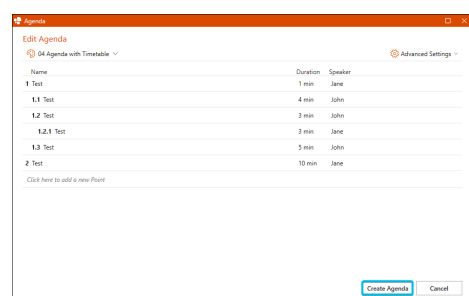 Agenda
Edit Agenda
04 Agenda with Timetable Advanced Settings
Name Duration Speaker
1 Test 1 min Jane
1.1 Test 4 min John
1.2 Test 3 min John
1.2.1 Test 3 min Jane
1.3 Test 5 min John
2 Test 10 min Jane
Click here to add a new Point
Create Agenda Cancel